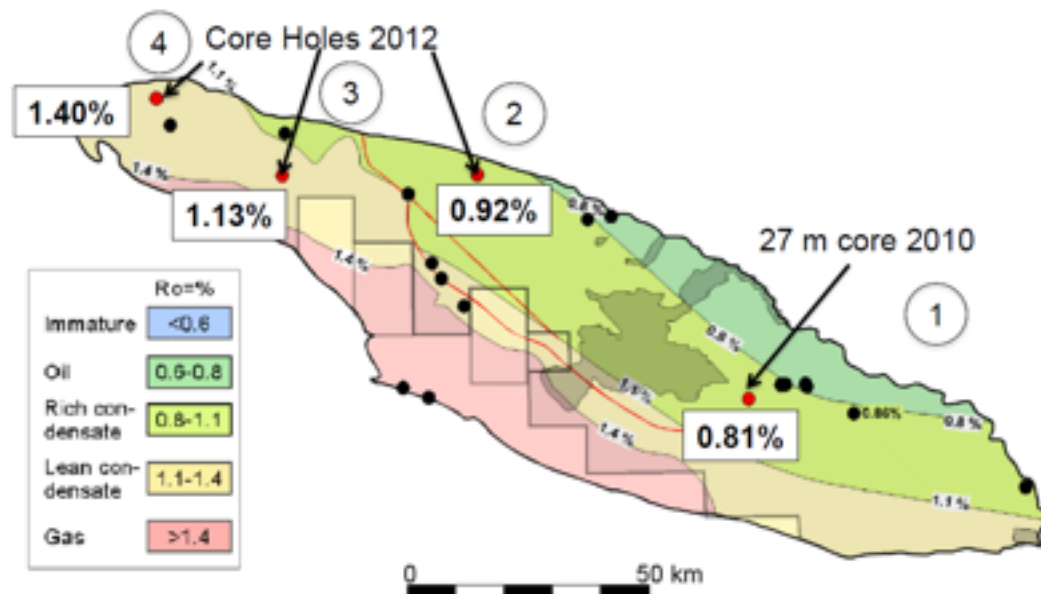 4
Core Holes 2012
3
2
1
1.1 %
1.40%
1.4 %
1.13%
0.92%
0.8 %
27 m core 2010
1.4 %
0.8 %
0.86%
0.8 %
0.81%
1.4 %
1.1 %
Ro=%
Immature <0.6
Oil 0.6-0.8
Rich con-
densate 0.8-1.1
Lean con-
densate 1.1-1.4
Gas >1.4
0 50 km